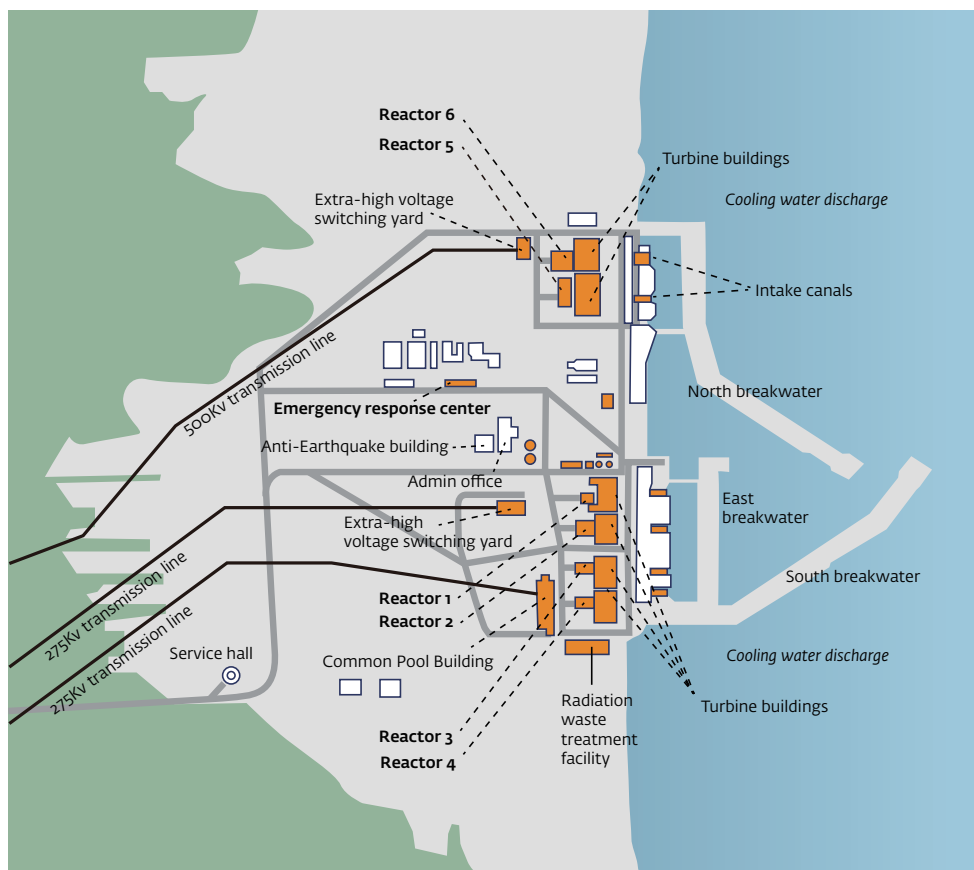 Reactor 6
Reactor 5
Turbine buildings
Extra-high voltage
switching yard
Cooling water discharge
Intake canals
500Kv transmission line
North breakwater
Emergency response center
Anti-Earthquake building
Admin office
East
breakwater
Extra-high
voltage switching yard
South breakwater
Reactor 1
Reactor 2
275Kv transmission line
275Kv transmission line
Service hall
Common Pool Building
Cooling water discharge
Radiation
waste
treatment
facility
Turbine buildings
Reactor 3
Reactor 4